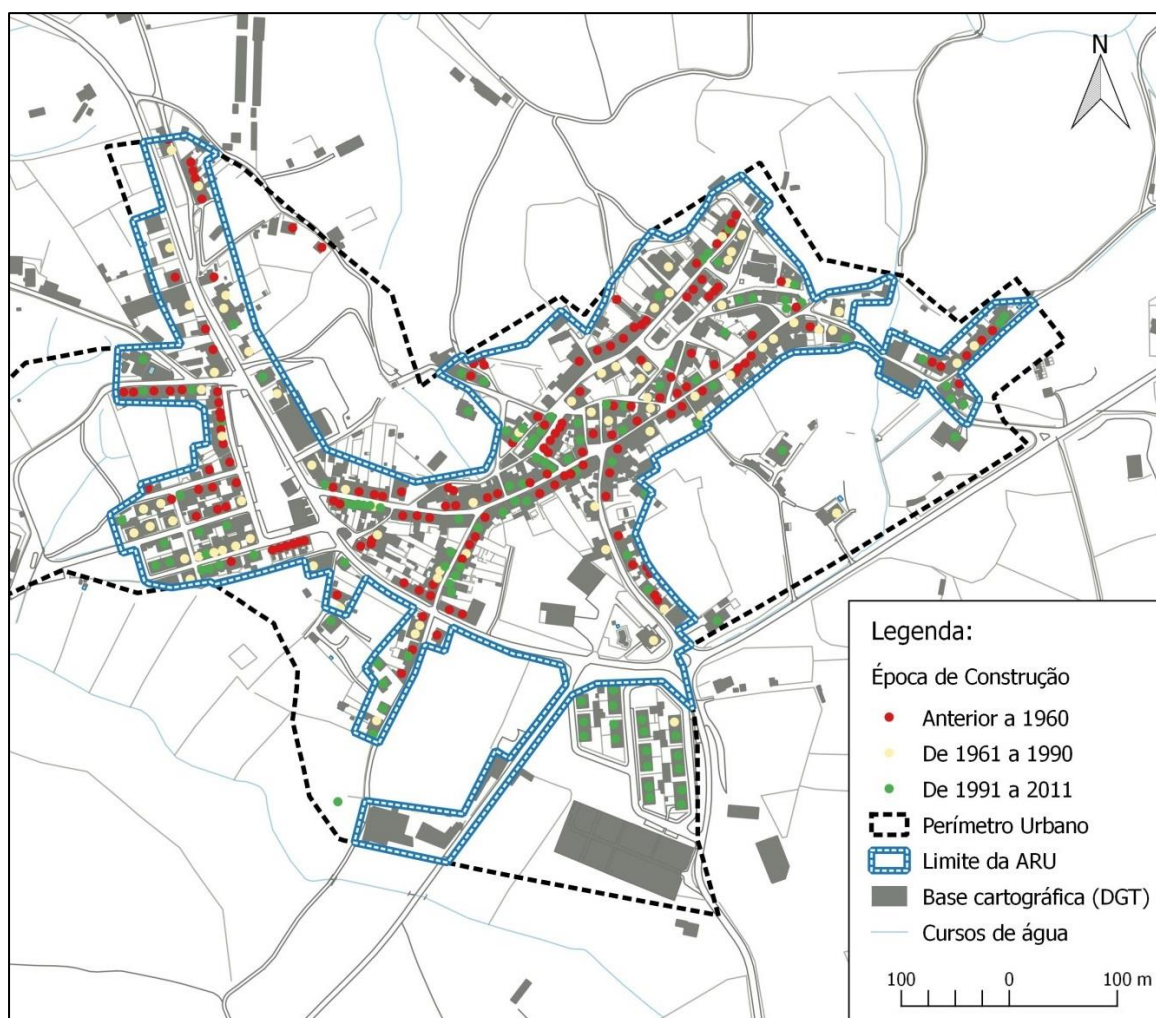 N
Legenda:
Época de Construção
Anterior a 1960
De 1961 a 1990
De 1991 a 2011
Perímetro Urbano
Limite da ARU
Base cartográfica (DGT)
Cursos de água
100 0 100 m